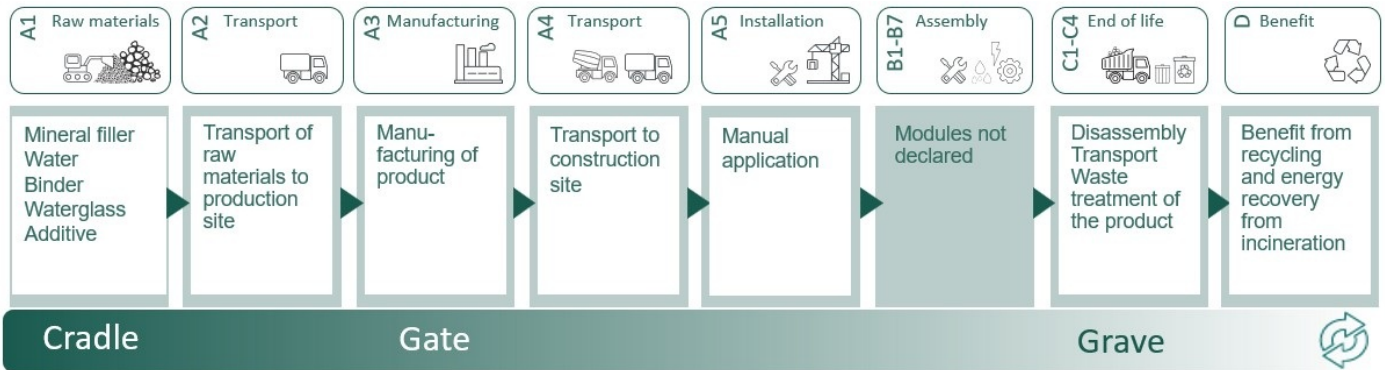 A1 Raw materials
A2 Transport
A3 Manufacturing
A4 Transport
A5 Installation
B1-B7 Assembly
C1-C4 End of life
D Benefit
Mineral filler
Water
Binder
Waterglass
Additive
Transport of
raw
materials to
production
site
Manu-
facturing of
product
Transport to
construction
site
Manual
application
Modules not
declared
Disassembly
Transport
Waste
treatment of
the product
Benefit from
recycling
and energy
recovery
from
incineration
Cradle
Gate
Grave